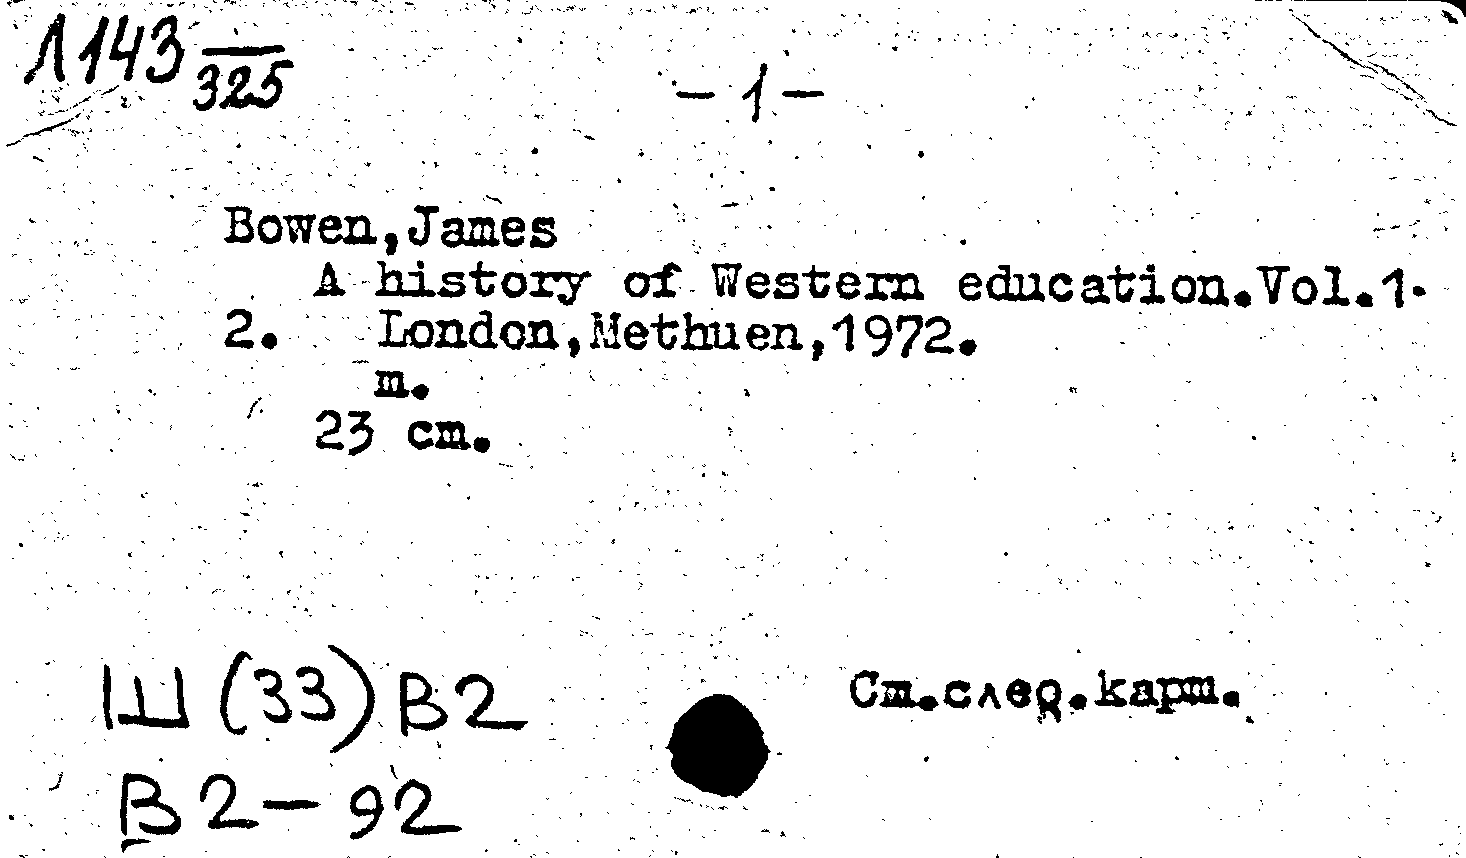 Л143
325
– 1 –
Bowen,James
A history of Western education.Vol.1.
2. London,Methuen,1972.
m.
23 cm.
Ш (33) В2
См.след.карт.
В2 – 92